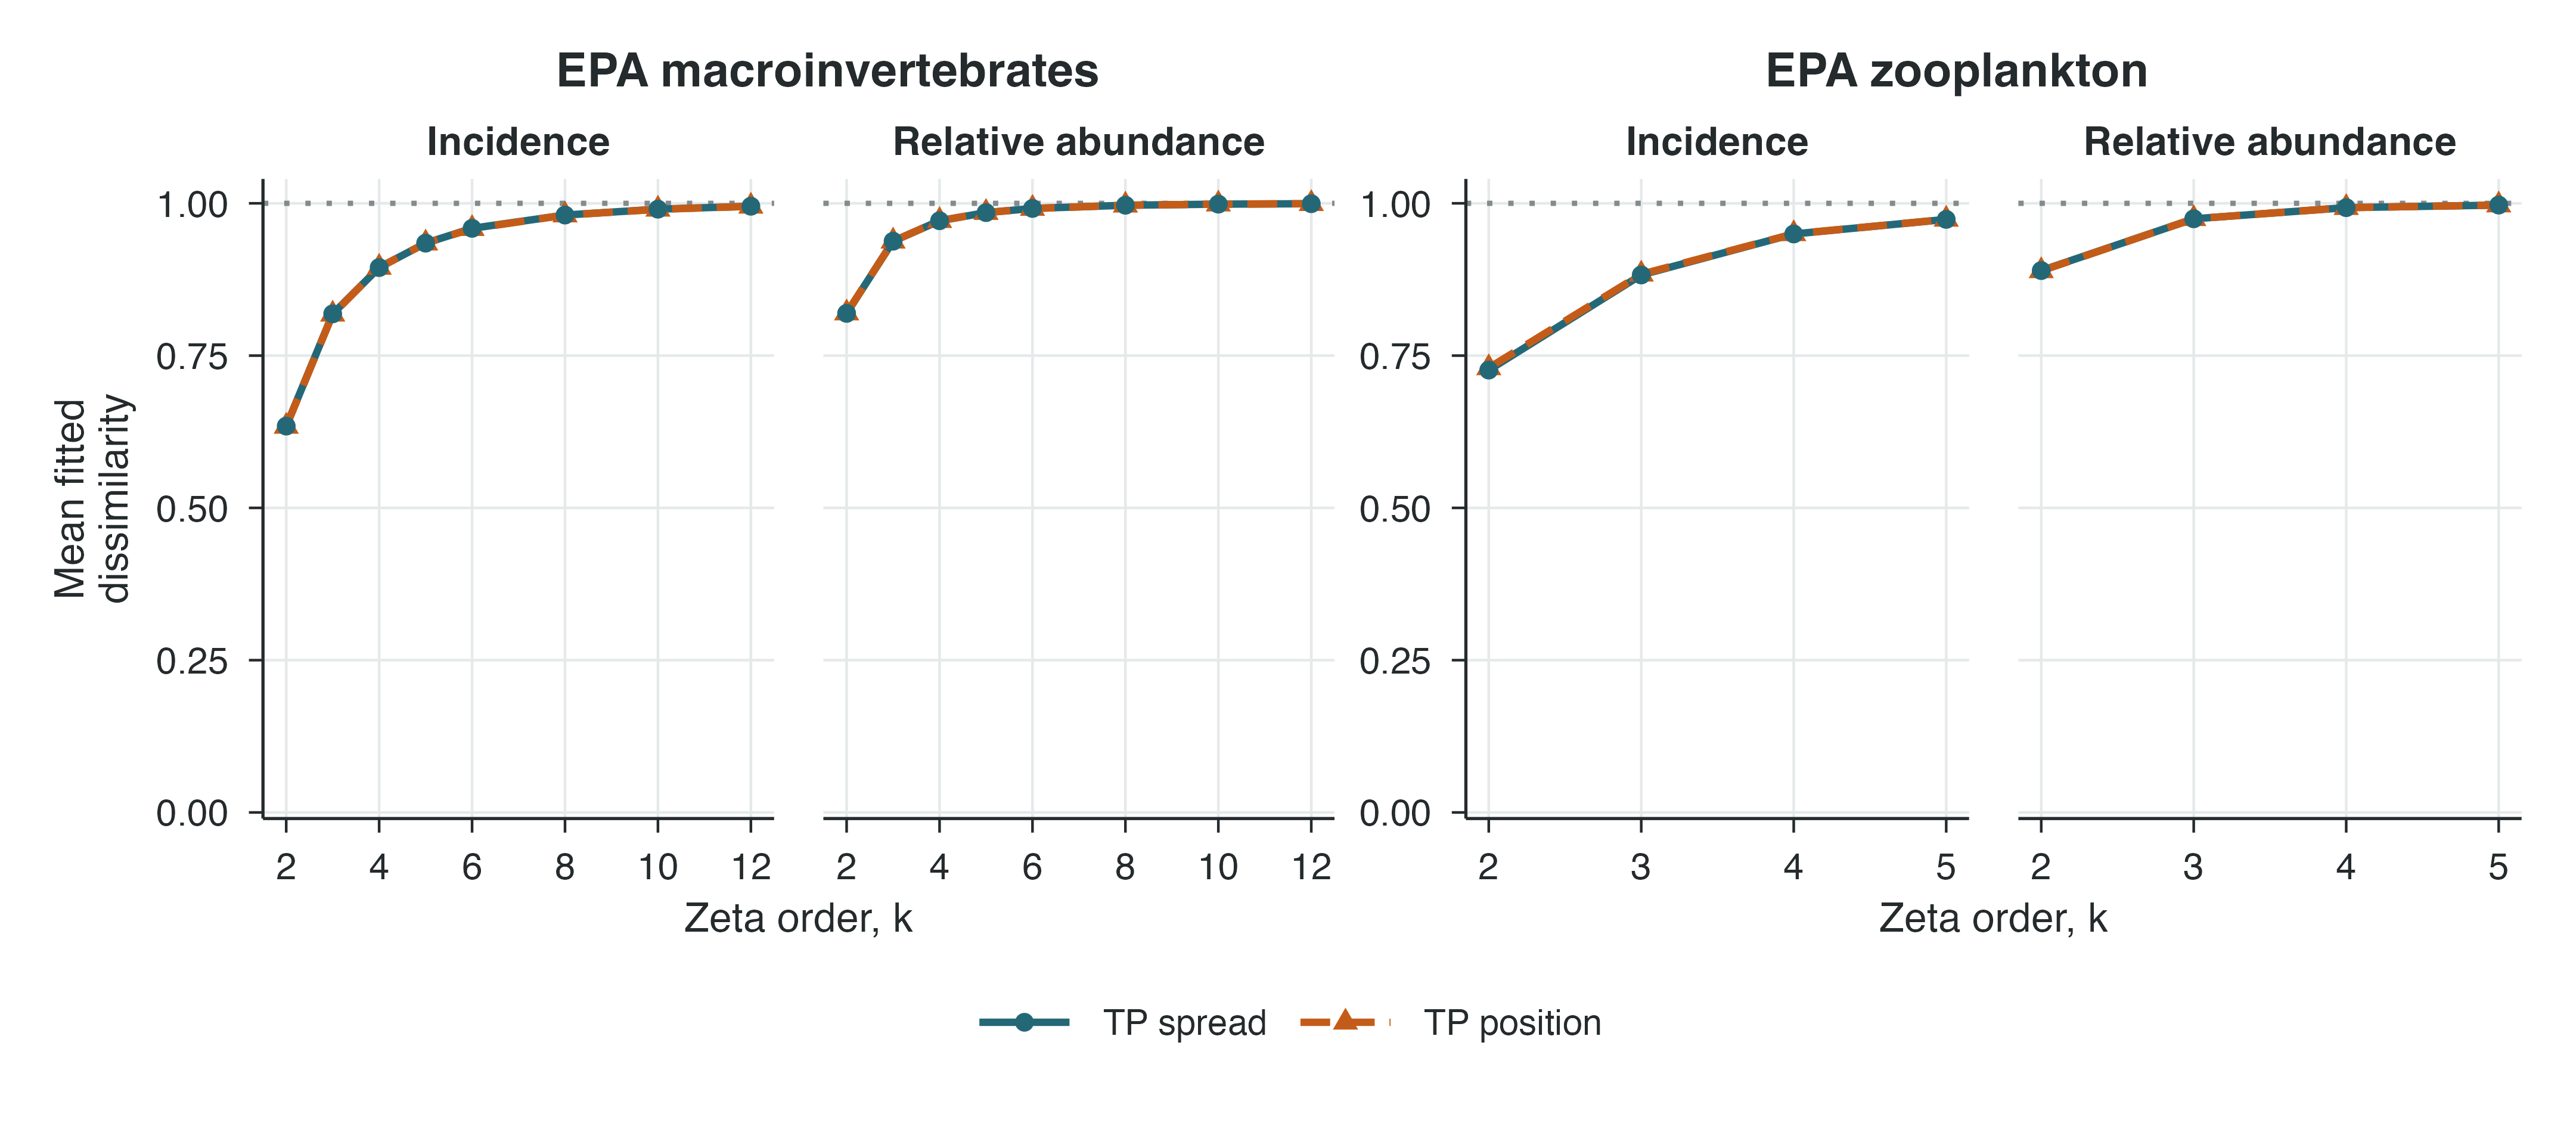 EPA macroinvertebrates
EPA zooplankton
Incidence
Relative abundance
Incidence
Relative abundance
Mean fitted
dissimilarity
1.00
0.75
0.50
0.25
0.00
1.00
0.75
0.50
0.25
0.00
2 4 6 8 10 12
2 4 6 8 10 12
2 3 4 5
2 3 4 5
Zeta order, k
Zeta order, k
TP spread
TP position